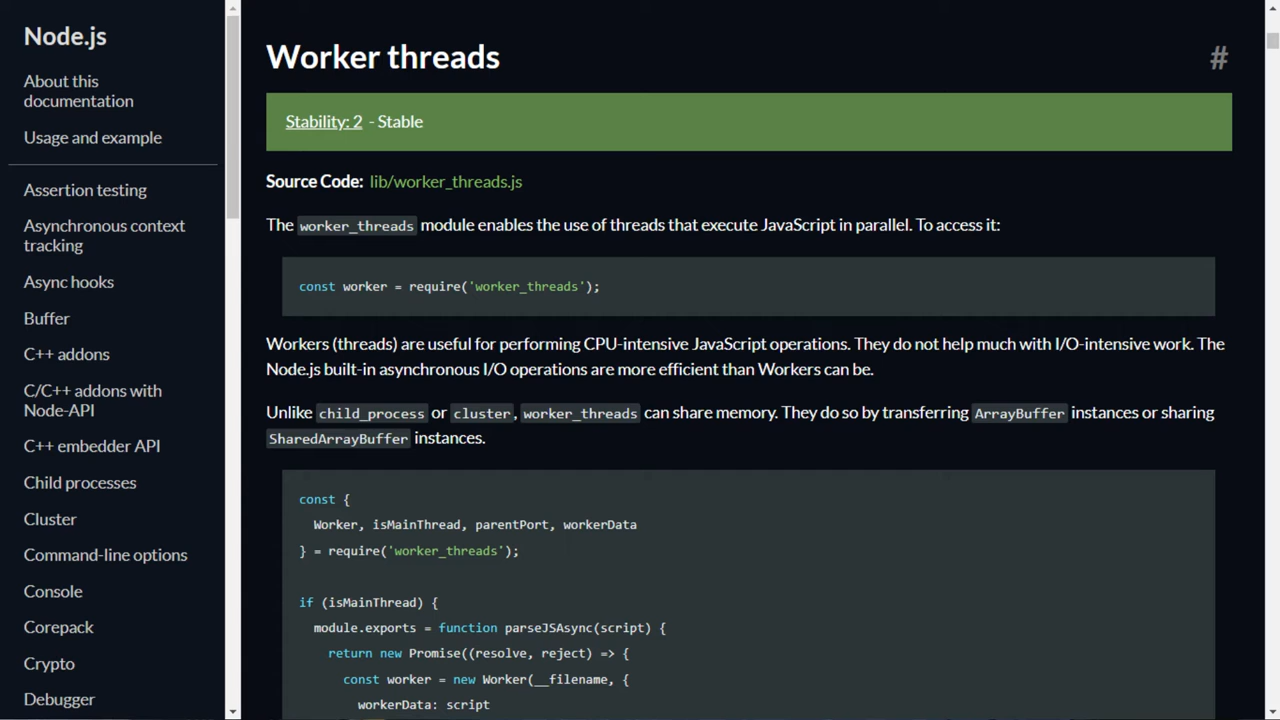 Node.js
About this
documentation
Usage and example
Assertion testing
Asynchronous context
tracking
Async hooks
Buffer
C++ addons
C/C++ addons with
Node-API
C++ embedder API
Child processes
Cluster
Command-line options
Console
Corepack
Crypto
Debugger
Worker threads #
Stability: 2 - Stable
Source Code: lib/worker_threads.js
The worker_threads module enables the use of threads that execute JavaScript in parallel. To access it:
const worker = require('worker_threads');
Workers (threads) are useful for performing CPU-intensive JavaScript operations. They do not help much with I/O-intensive work. The
Node.js built-in asynchronous I/O operations are more efficient than Workers can be.
Unlike child_process or cluster, worker_threads can share memory. They do so by transferring ArrayBuffer instances or sharing
SharedArrayBuffer instances.
const {
  Worker, isMainThread, parentPort, workerData
} = require('worker_threads');
if (isMainThread) {
  module.exports = function parseJSAsync(script) {
    return new Promise((resolve, reject) => {
      const worker = new Worker(__filename, {
        workerData: script